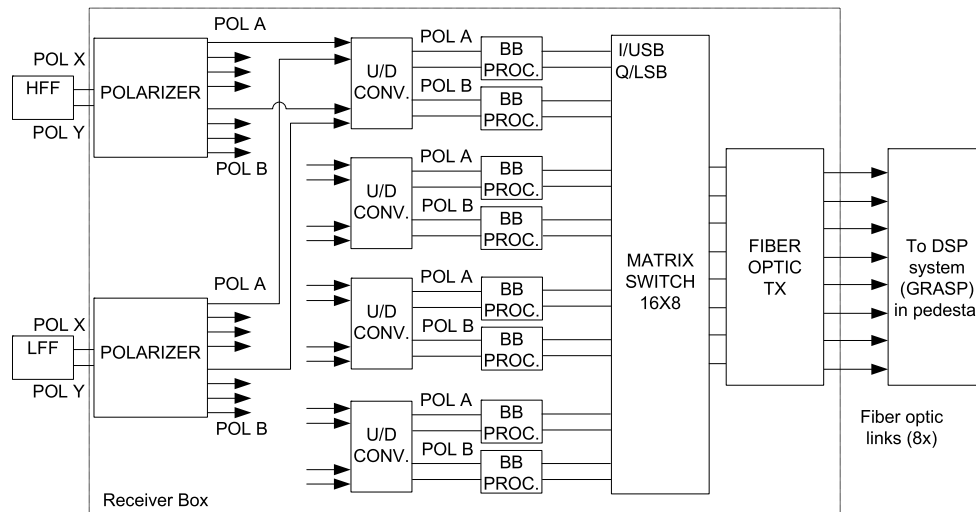 POL A
POL X
HFF
POL Y
POLARIZER
POL B
U/D
CONV.
POL A
BB
PROC.
POL B
BB
PROC.
I/USB
Q/LSB
U/D
CONV.
POL A
BB
PROC.
POL B
BB
PROC.
POL A
POL X
LFF
POL Y
POLARIZER
POL B
U/D
CONV.
POL A
BB
PROC.
POL B
BB
PROC.
U/D
CONV.
POL A
BB
PROC.
POL B
BB
PROC.
MATRIX
SWITCH
16X8
FIBER
OPTIC
TX
To DSP
system
(GRASP)
in pedesta
Fiber optic
links (8x)
Receiver Box